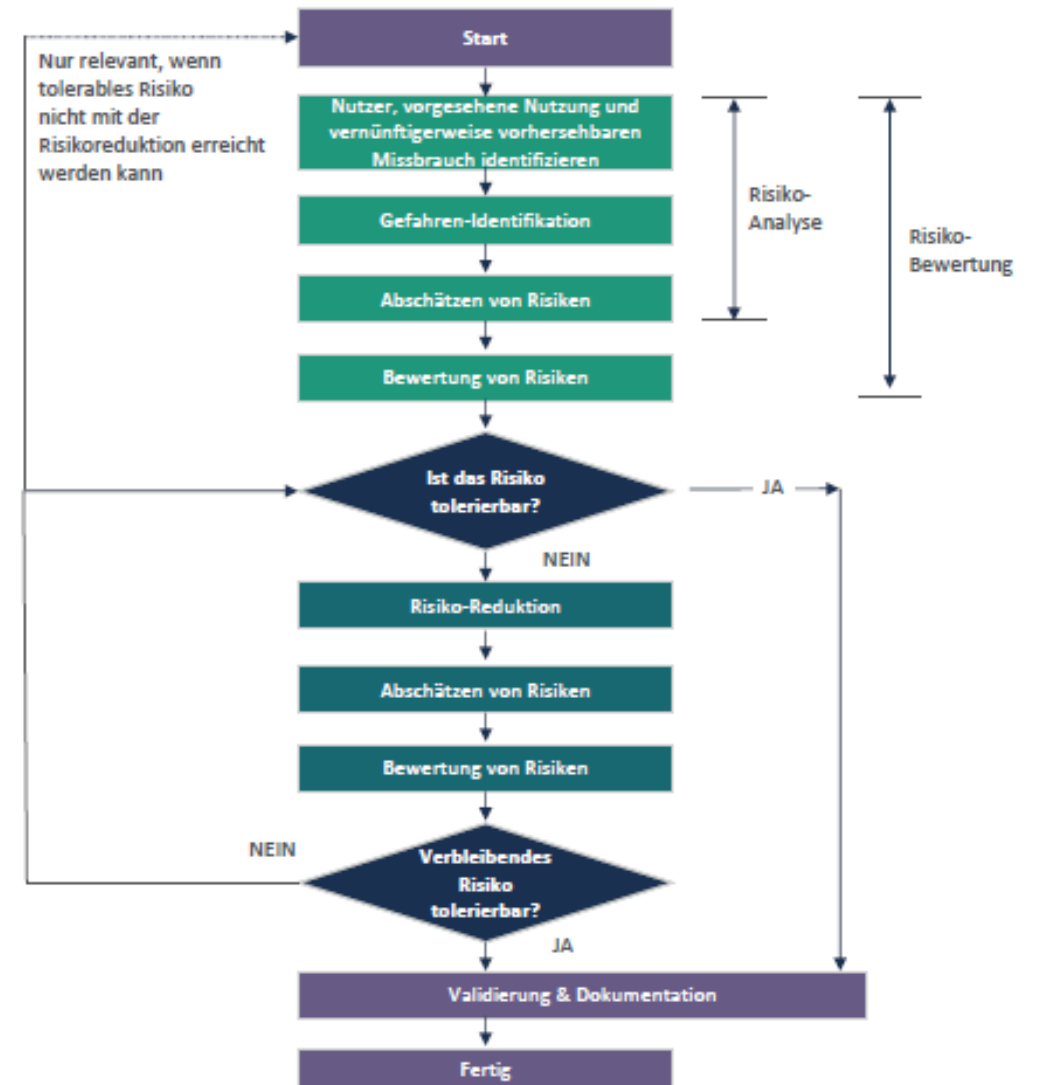 Start
Nur relevant, wenn
tolerables Risiko
nicht mit der
Risikoreduktion erreicht
werden kann
Nutzer, vorgesehene Nutzung und
vernünftigerweise vorhersehbaren
Missbrauch identifizieren
Gefahren-Identifikation
Abschätzen von Risiken
Bewertung von Risiken
Risiko-
Analyse
Risiko-
Bewertung
Ist das Risiko
tolerierbar?
JA
NEIN
Risiko-Reduktion
Abschätzen von Risiken
Bewertung von Risiken
NEIN
Verbleibendes
Risiko
tolerierbar?
JA
Validierung & Dokumentation
Fertig